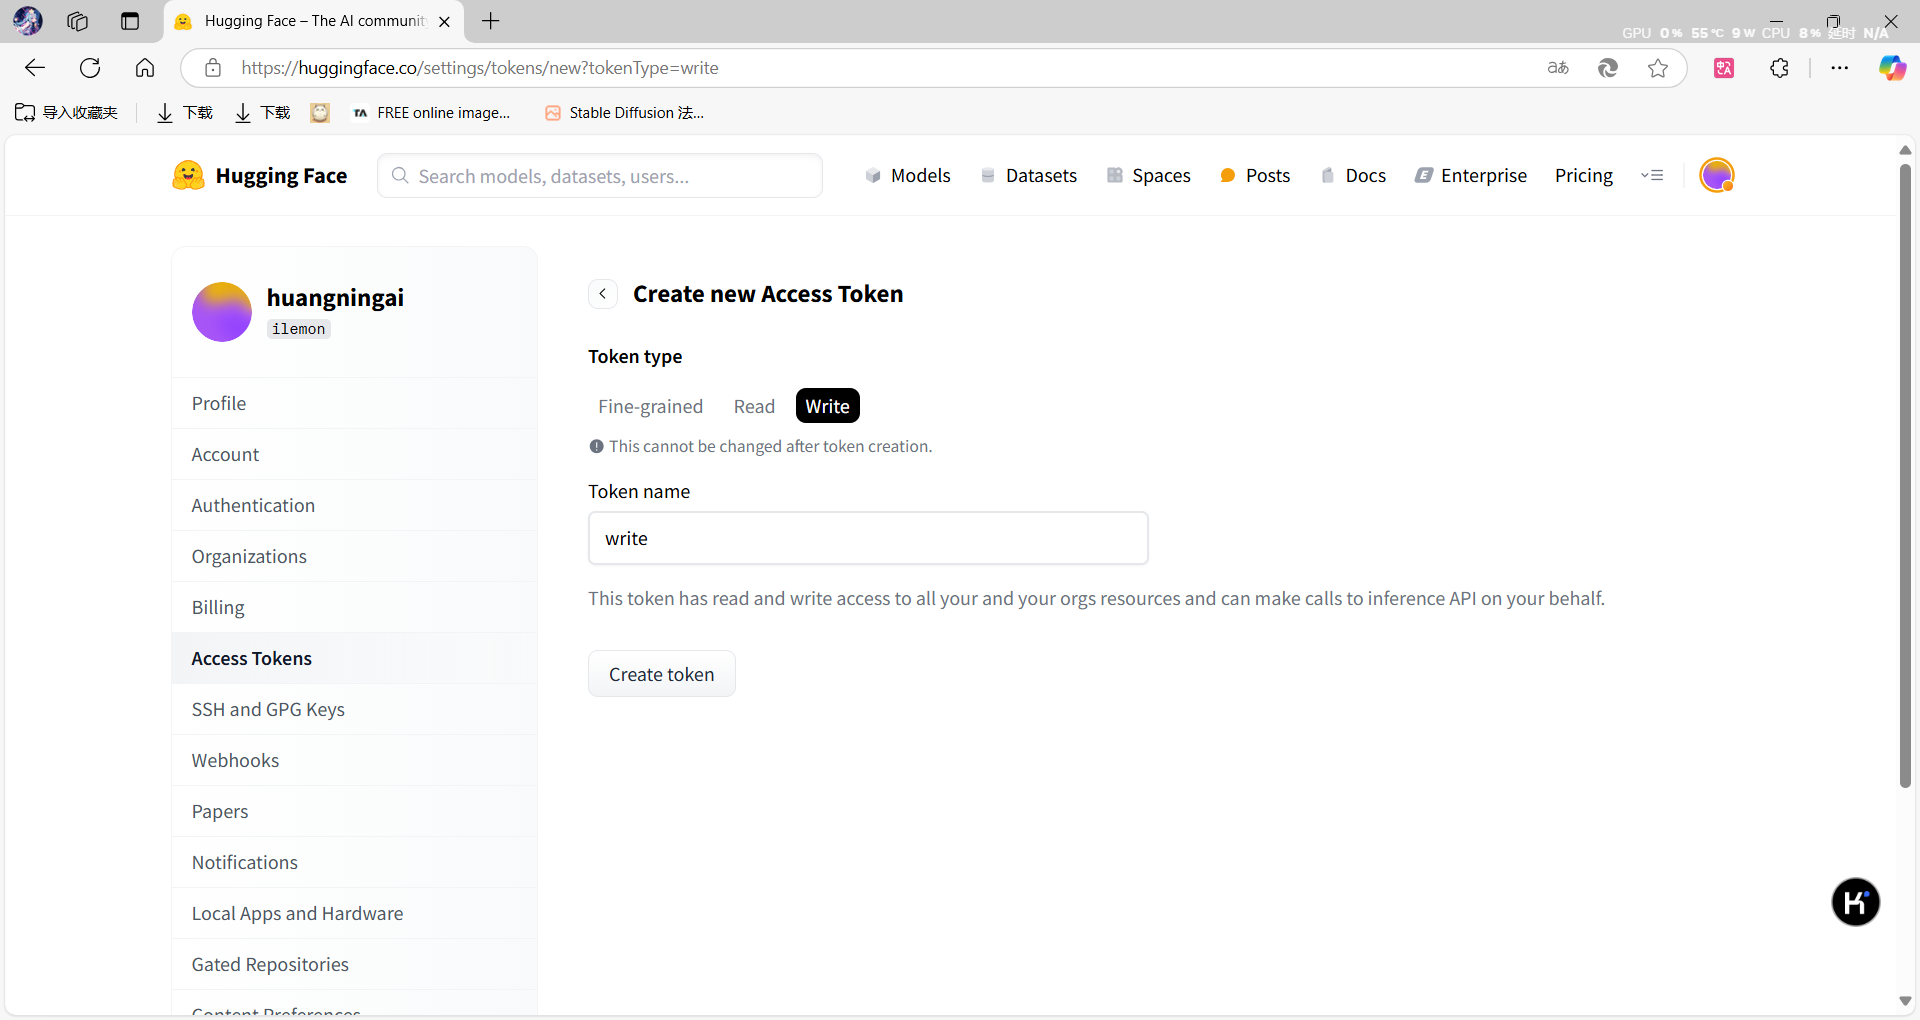 Hugging Face – The AI communit
GPU 0% 55℃ 9W CPU 8% 延时 N/A
https://huggingface.co/settings/tokens/new?tokenType=write
导入收藏夹 下载 下载 TA FREE online image... Stable Diffusion 法...
Hugging Face
Search models, datasets, users...
Models Datasets Spaces Posts Docs Enterprise Pricing
huangningai
ilemon
Profile
Account
Authentication
Organizations
Billing
Access Tokens
SSH and GPG Keys
Webhooks
Papers
Notifications
Local Apps and Hardware
Gated Repositories
Content Preferences
Create new Access Token
Token type
Fine-grained Read Write
This cannot be changed after token creation.
Token name
write
This token has read and write access to all your and your orgs resources and can make calls to inference API on your behalf.
Create token